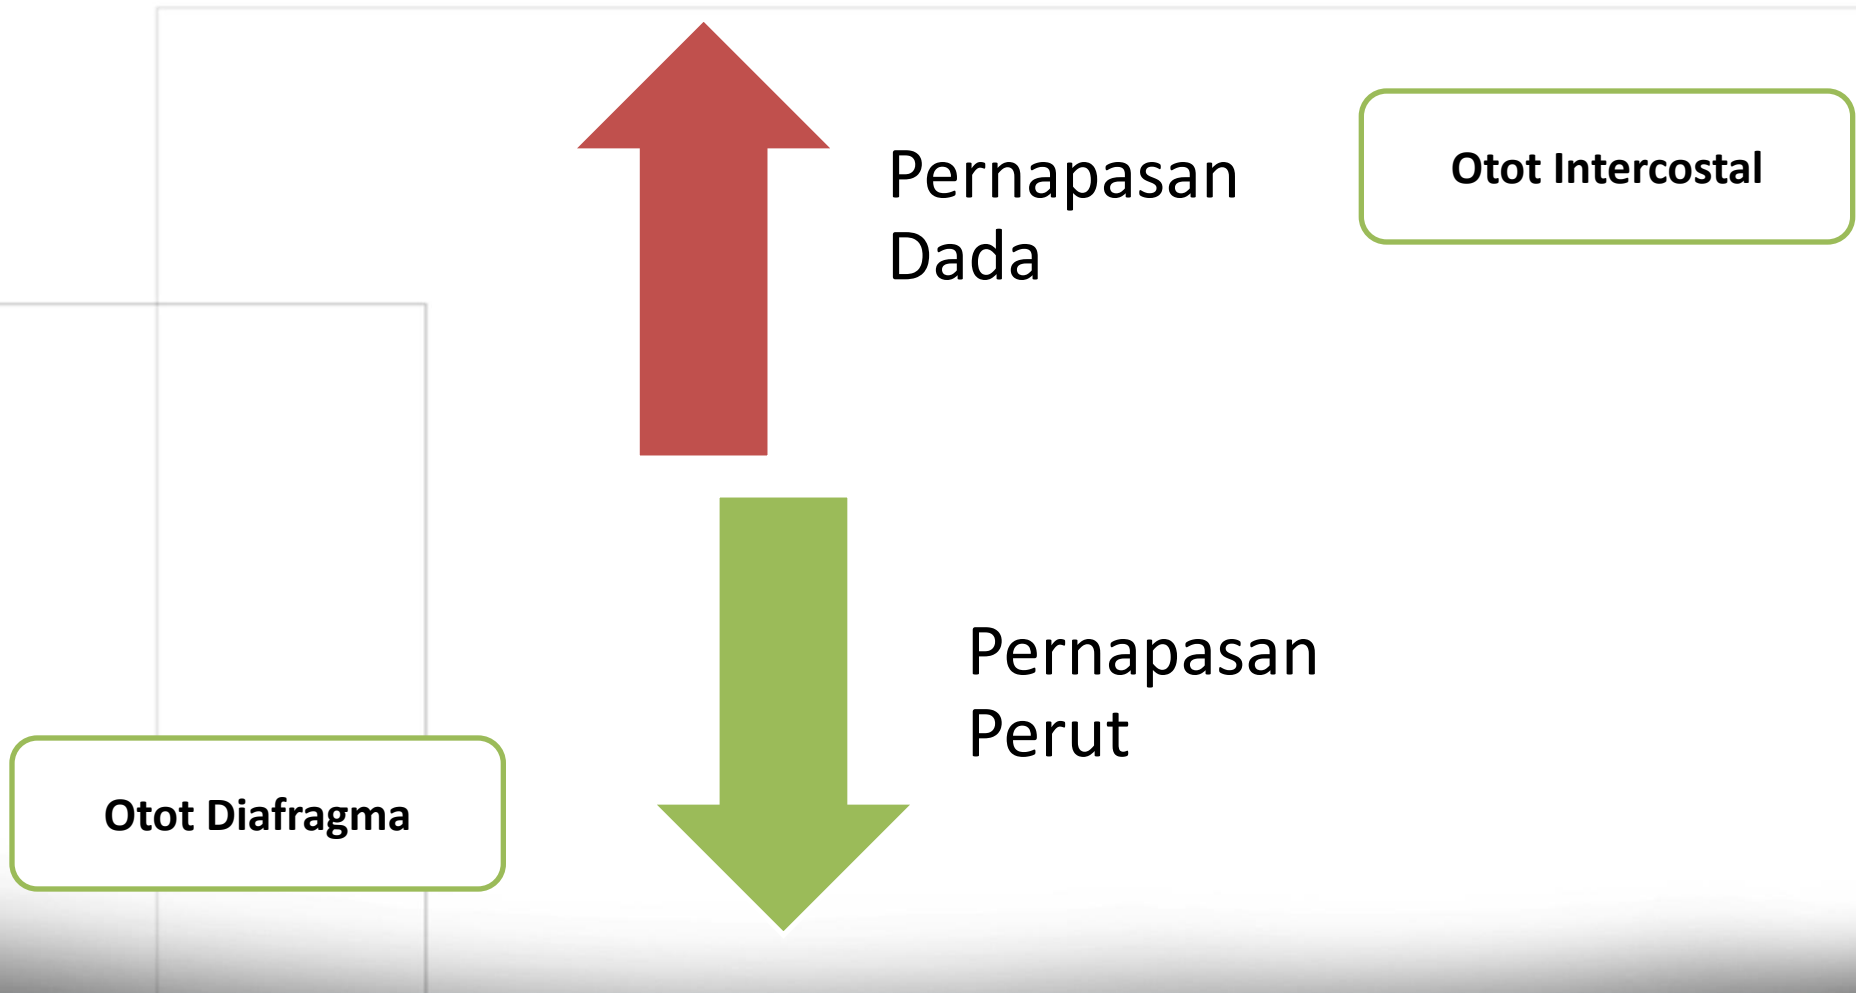 Pernapasan
Dada
Otot Intercostal
Pernapasan
Perut
Otot Diafragma